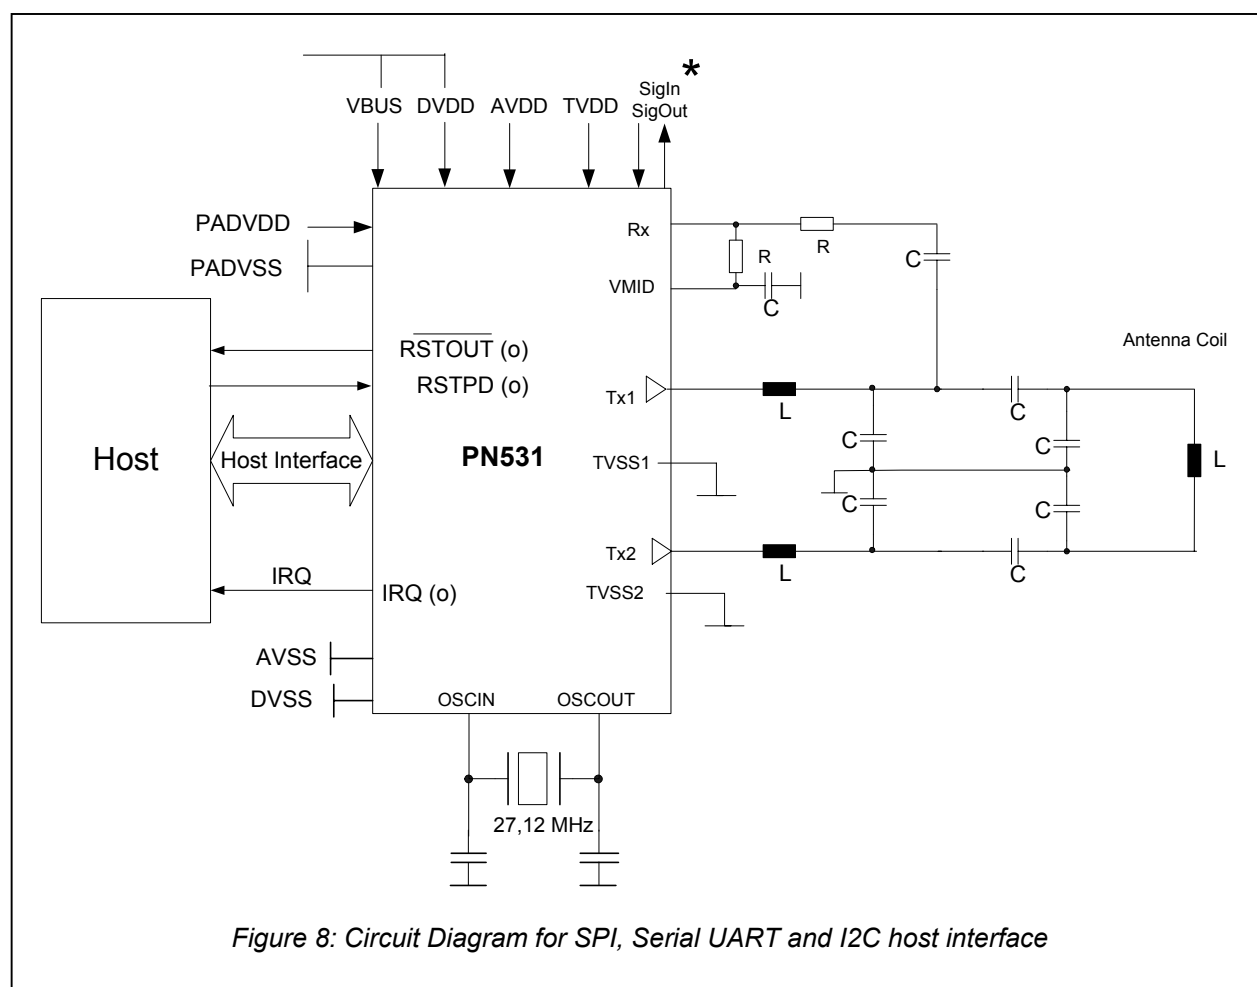 *
SigIn
VBUS DVDD AVDD TVDD SigOut
PADVDD
Rx
R
R
C
PADVSS
VMID
C
RSTOUT (o)
Antenna Coil
RSTPD (o)
Tx1
L
C
Host
Host Interface
PN531
C
C
TVSS1
L
C
C
Tx2
L
C
IRQ
IRQ (o)
TVSS2
AVSS
DVSS
OSCIN
OSCOUT
27,12 MHz
Figure 8: Circuit Diagram for SPI, Serial UART and I2C host interface